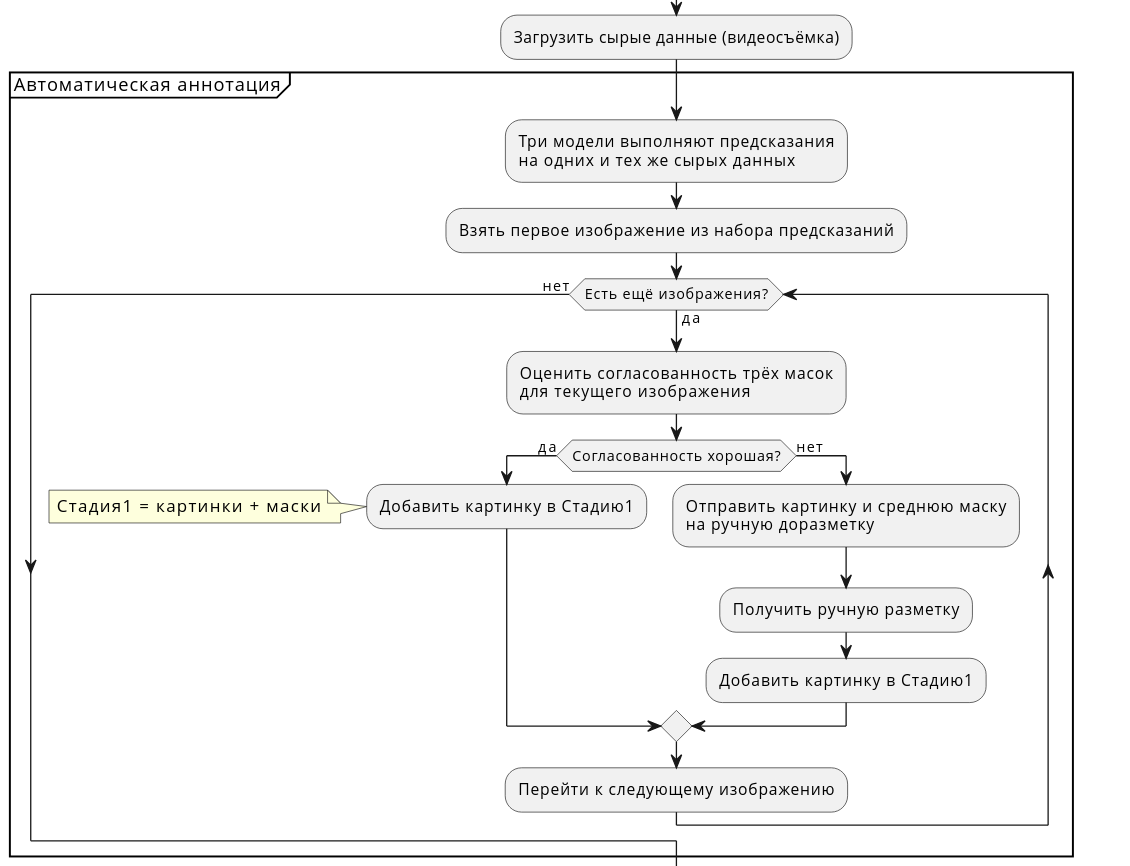 Загрузить сырые данные (видеосъёмка)
Автоматическая аннотация
Три модели выполняют предсказания
на одних и тех же сырых данных
Взять первое изображение из набора предсказаний
нет
Есть ещё изображения?
да
Оценить согласованность трёх масок
для текущего изображения
да
Согласованность хорошая?
нет
Стадия1 = картинки + маски
Добавить картинку в Стадию1
Отправить картинку и среднюю маску
на ручную доразметку
Получить ручную разметку
Добавить картинку в Стадию1
Перейти к следующему изображению